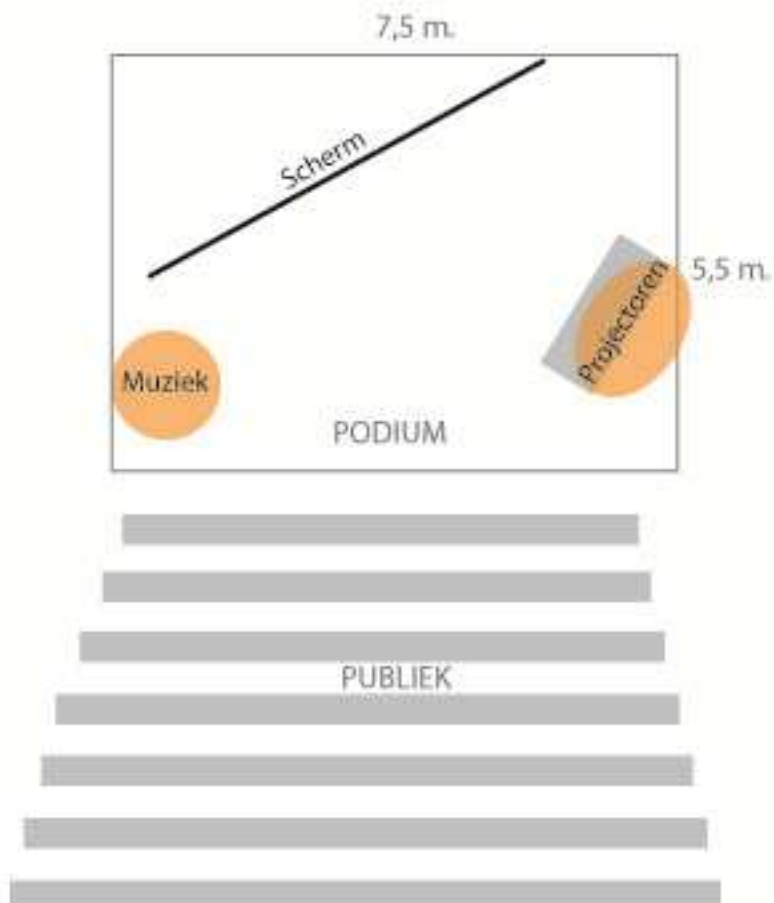 7,5 m.
Scherm
5,5 m.
Projectoren
Muziek
PODIUM
PUBLIEK